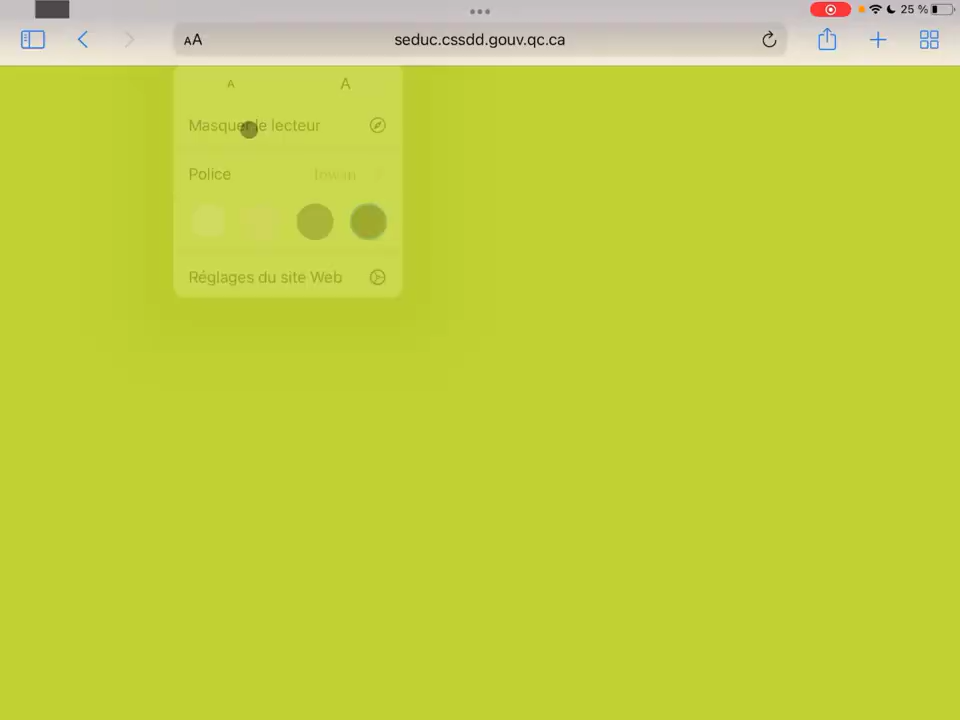 25 %
AA
seduc.cssdd.gouv.qc.ca
A A
Masquer le lecteur
Police
Réglages du site Web